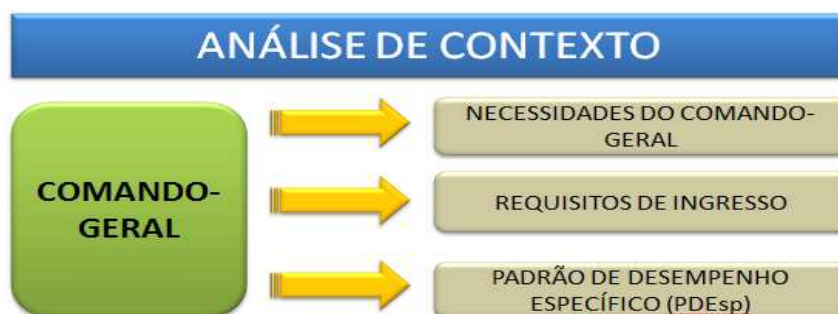 ANÁLISE DE CONTEXTO
COMANDO-
GERAL
NECESSIDADES DO COMANDO-
GERAL
REQUISITOS DE INGRESSO
PADRÃO DE DESEMPENHO
ESPECÍFICO (PDEsp)